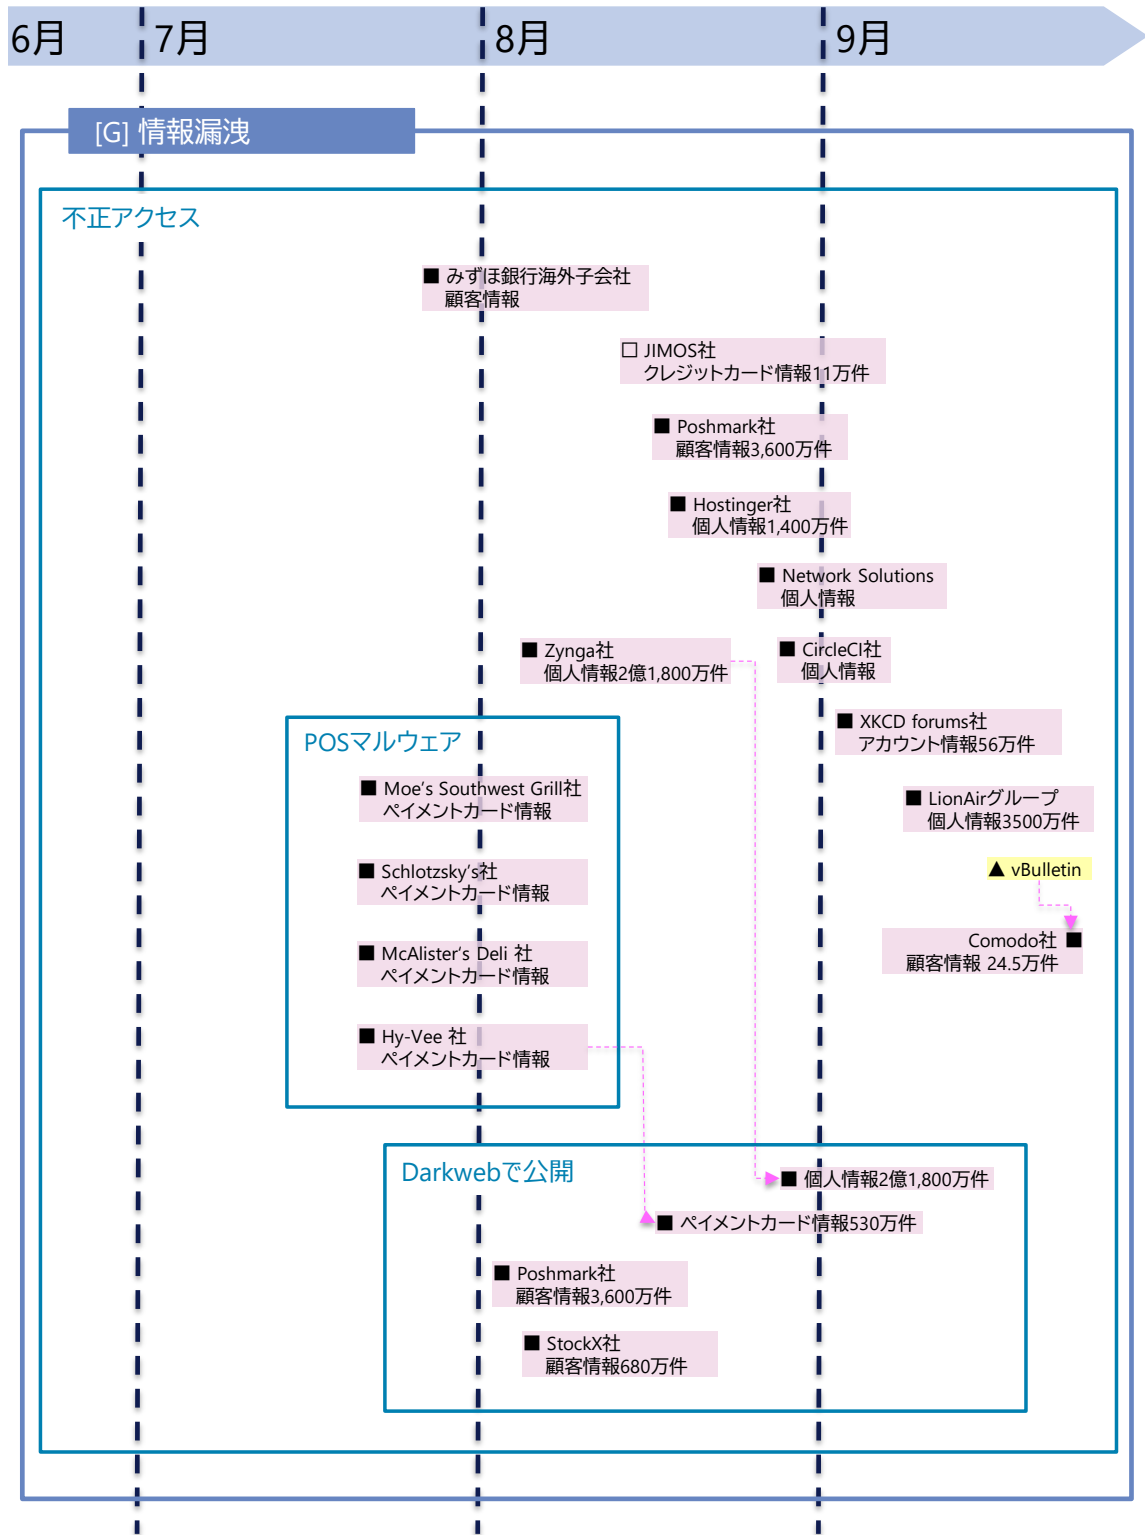 6月 7月 8月 9月
[G] 情報漏洩
不正アクセス
■ みずほ銀行海外子会社
顧客情報
□ JIMOS社
クレジットカード情報11万件
■ Poshmark社
顧客情報3,600万件
■ Hostinger社
個人情報1,400万件
■ Network Solutions
個人情報
■ Zynga社
個人情報2億1,800万件
■ CircleCI社
個人情報
■ XKCD forums社
アカウント情報56万件
POSマルウェア
■ Moe's Southwest Grill社
ペイメントカード情報
■ LionAirグループ
個人情報3500万件
■ Schlotzsky's社
ペイメントカード情報
▲ vBulletin
Comodo社 ■
顧客情報 24.5万件
■ McAlister's Deli 社
ペイメントカード情報
■ Hy-Vee 社
ペイメントカード情報
Darkwebで公開
■ 個人情報2億1,800万件
■ ペイメントカード情報530万件
■ Poshmark社
顧客情報3,600万件
■ StockX社
顧客情報680万件